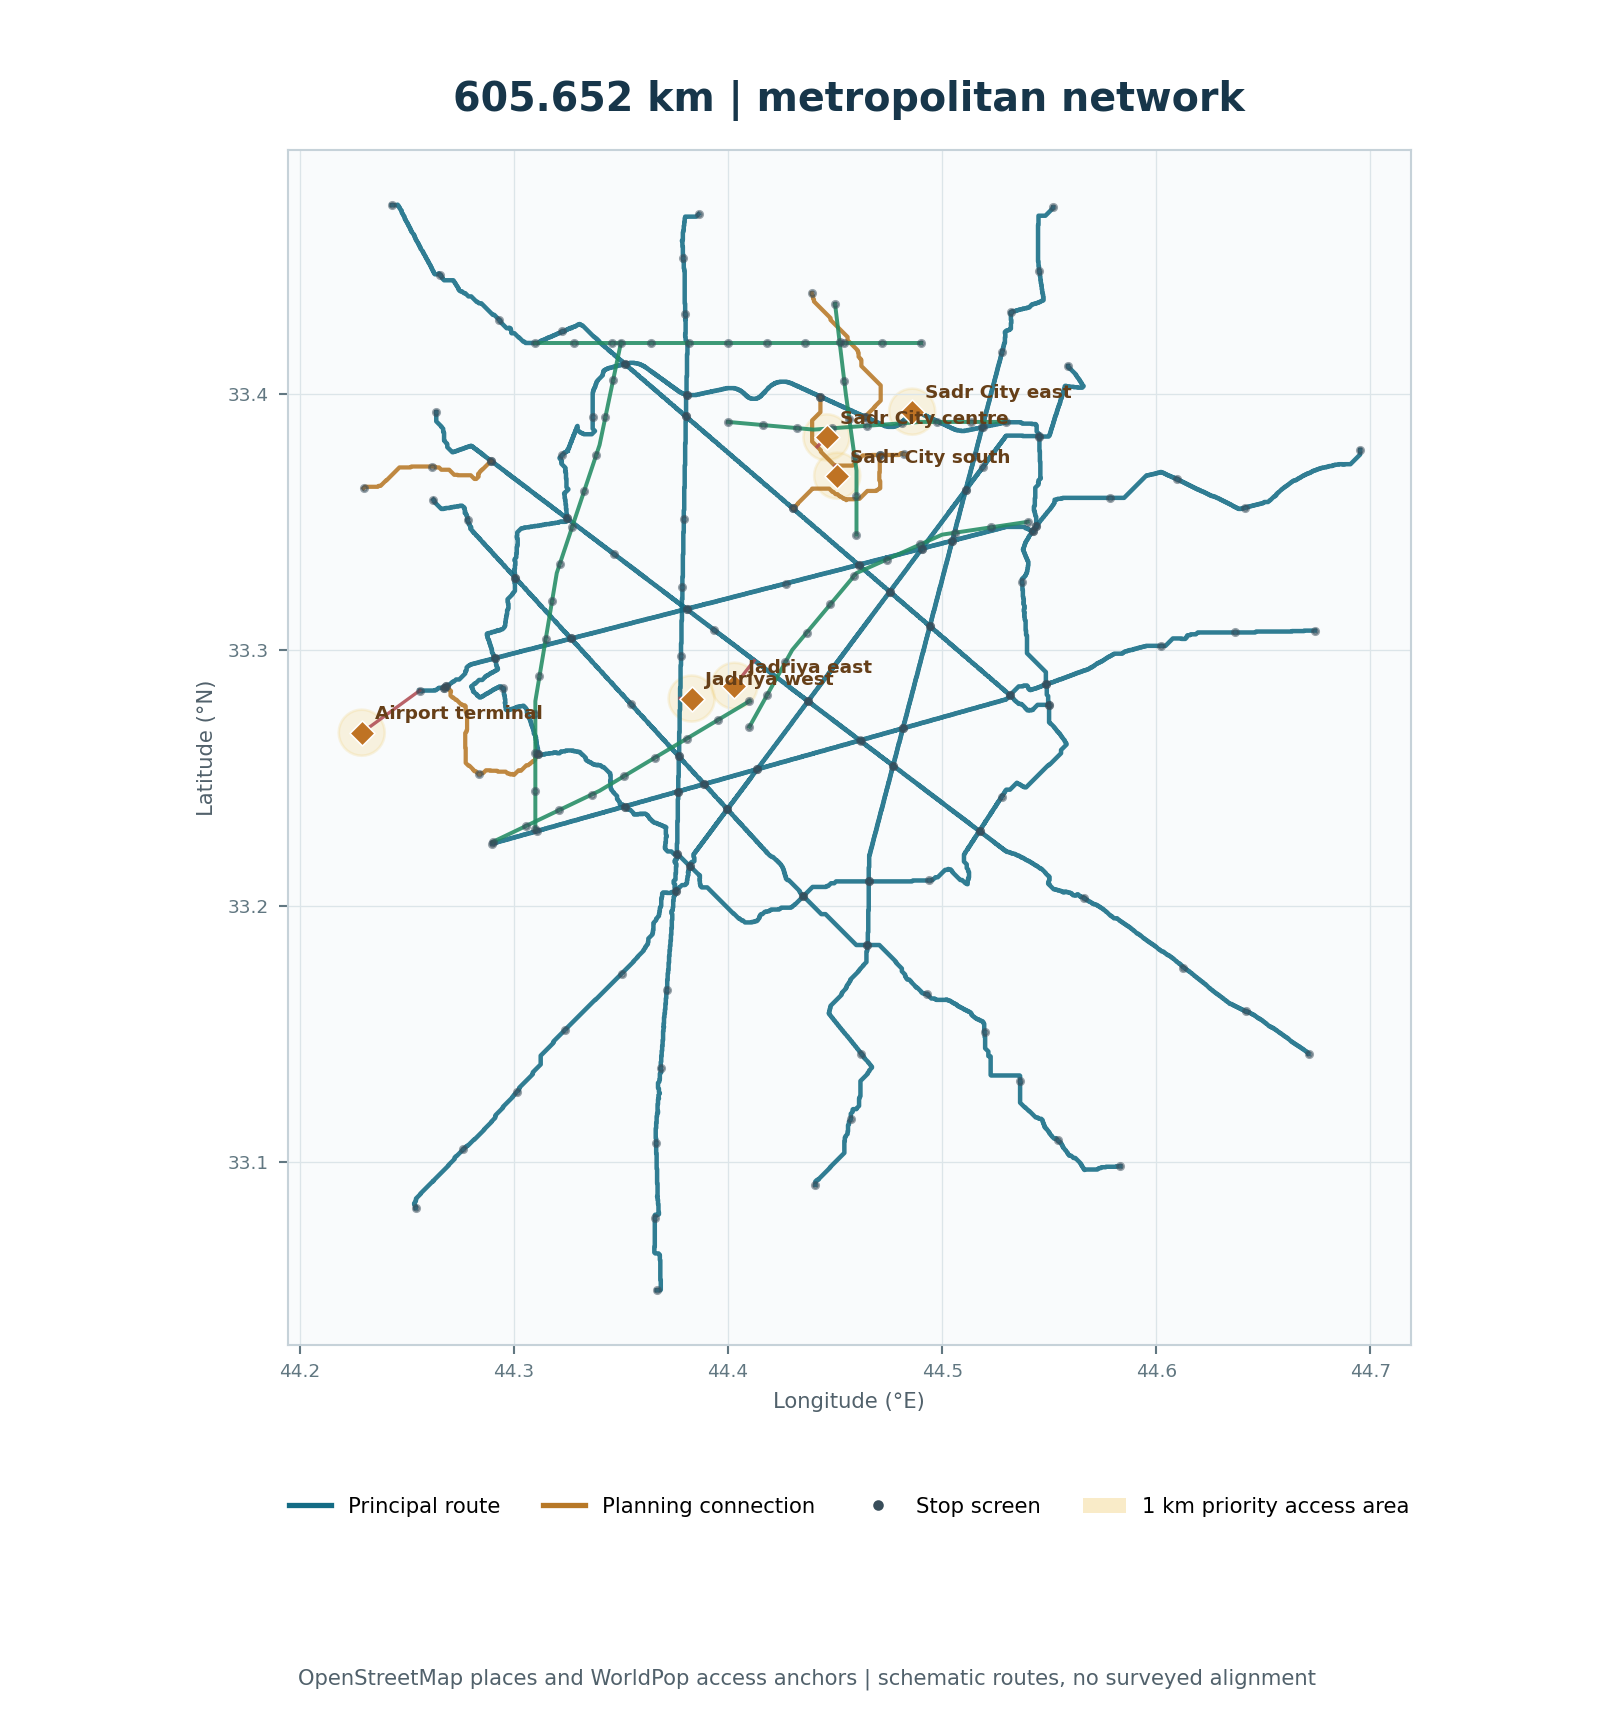 605.652 km | metropolitan network
Sadr City east
Sadr City centre
Sadr City south
Jadriya east
Jadriya west
Airport terminal
33.4
33.3
33.2
33.1
Latitude (°N)
44.2 44.3 44.4 44.5 44.6 44.7
Longitude (°E)
Principal route Planning connection Stop screen 1 km priority access area
OpenStreetMap places and WorldPop access anchors | schematic routes, no surveyed alignment